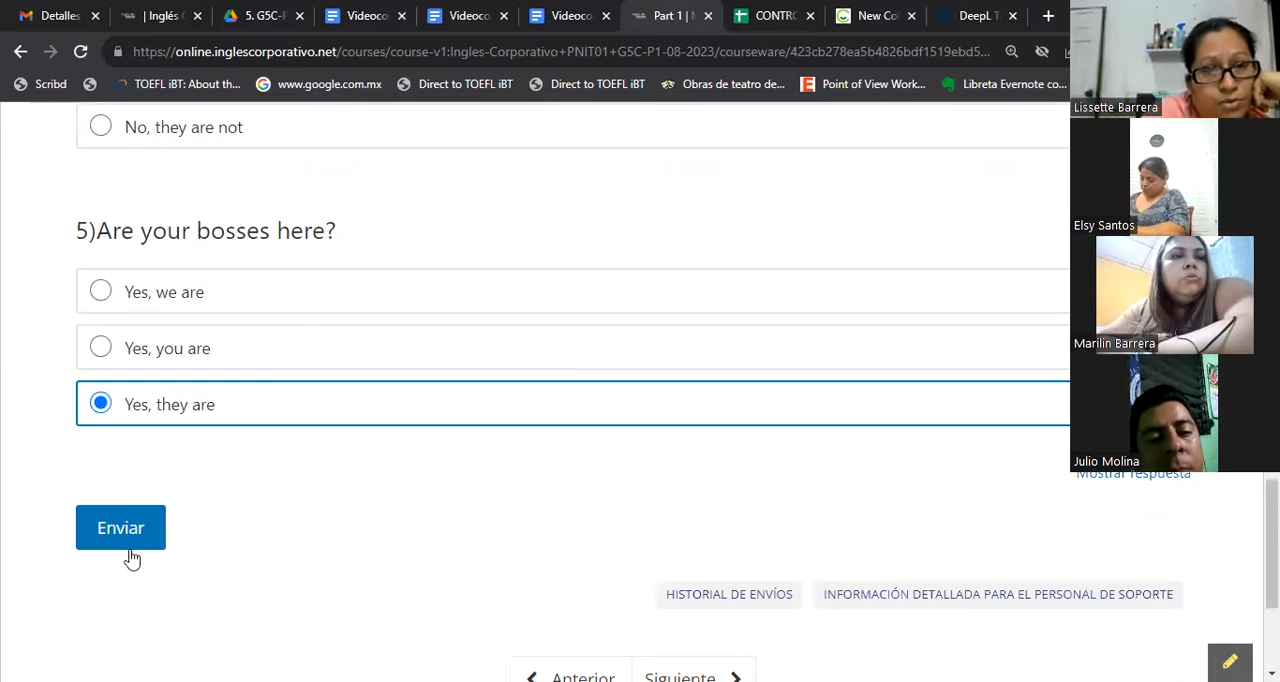 Detalles
| Inglés
5. G5C-P
Videoco
Videoco
Videoco
Part 1 |
CONTRO
New Co
DeepL T
https://online.inglescorporativo.net/courses/course-v1:Ingles-Corporativo+PNIT01+G5C-P1-08-2023/courseware/423cb278ea5b4826bdf1519ebd5...
Scribd
TOEFL iBT: About th...
www.google.com.mx
Direct to TOEFL iBT
Direct to TOEFL iBT
Obras de teatro de...
Point of View Work...
Libreta Evernote co...
No, they are not
5)Are your bosses here?
Yes, we are
Yes, you are
Yes, they are
Mostrar respuesta
Enviar
HISTORIAL DE ENVÍOS
INFORMACIÓN DETALLADA PARA EL PERSONAL DE SOPORTE
Anterior
Siguiente
Lissette Barrera
Elsy Santos
Marilin Barrera
Julio Molina